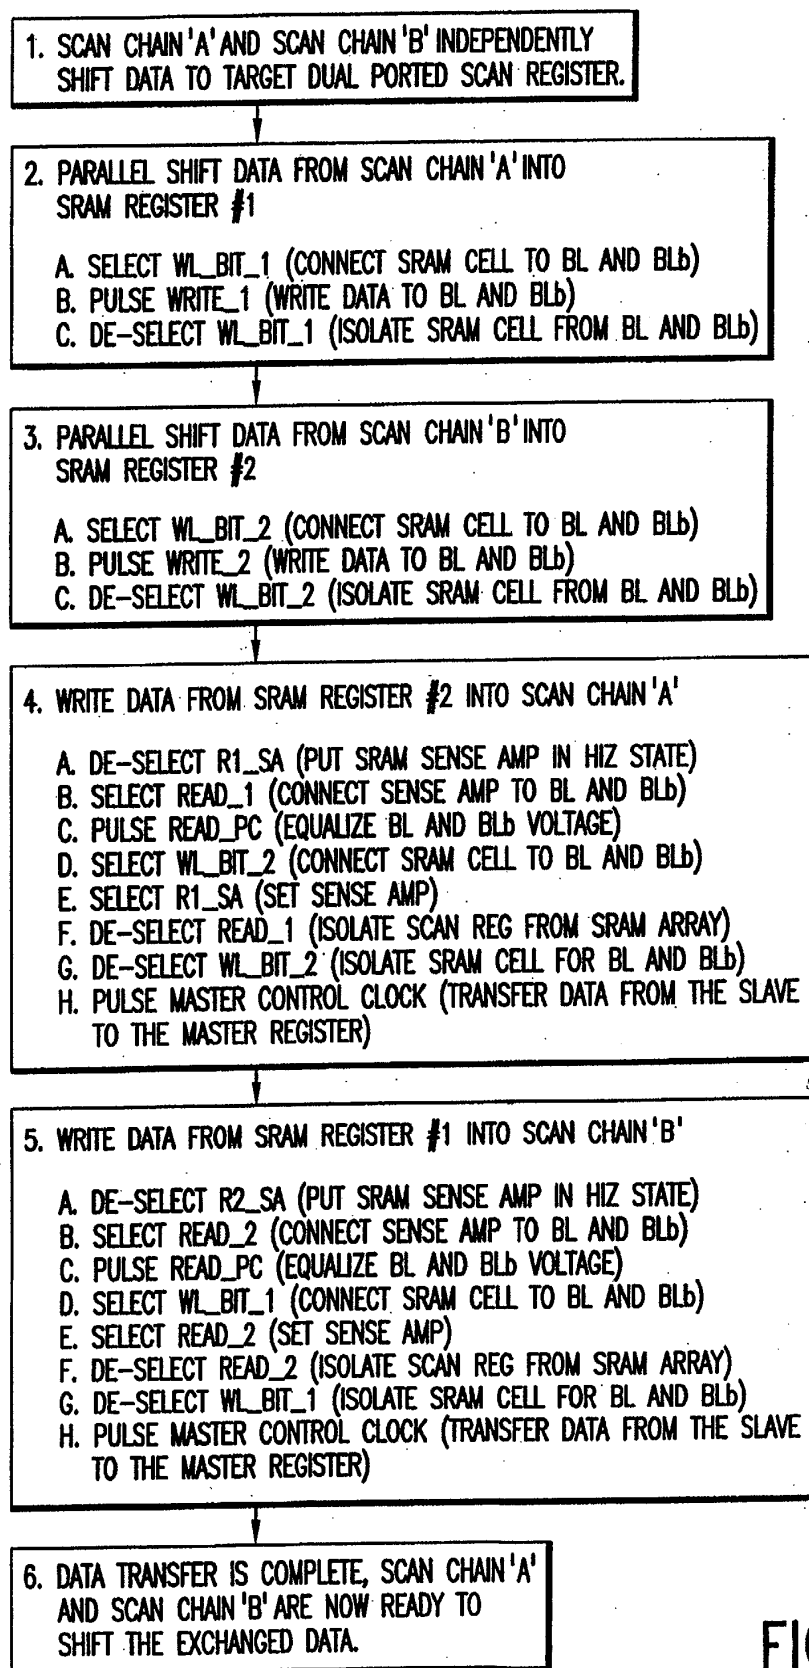 1. SCAN CHAIN 'A' AND SCAN CHAIN 'B' INDEPENDENTLY
SHIFT DATA TO TARGET DUAL PORTED SCAN REGISTER.
2. PARALLEL SHIFT DATA FROM SCAN CHAIN 'A' INTO
SRAM REGISTER #1
A. SELECT WL_BIT_1 (CONNECT SRAM CELL TO BL AND BLb)
B. PULSE WRITE_1 (WRITE DATA TO BL AND BLb)
C. DE-SELECT WL_BIT_1 (ISOLATE SRAM CELL FROM BL AND BLb)
3. PARALLEL SHIFT DATA FROM SCAN CHAIN 'B' INTO
SRAM REGISTER #2
A. SELECT WL_BIT_2 (CONNECT SRAM CELL TO BL AND BLb)
B. PULSE WRITE_2 (WRITE DATA TO BL AND BLb)
C. DE-SELECT WL_BIT_2 (ISOLATE SRAM CELL FROM BL AND BLb)
4. WRITE DATA FROM SRAM REGISTER #2 INTO SCAN CHAIN 'A'
A. DE-SELECT R1_SA (PUT SRAM SENSE AMP IN HIZ STATE)
B. SELECT READ_1 (CONNECT SENSE AMP TO BL AND BLb)
C. PULSE READ_PC (EQUALIZE BL AND BLb VOLTAGE)
D. SELECT WL_BIT_2 (CONNECT SRAM CELL TO BL AND BLb)
E. SELECT R1_SA (SET SENSE AMP)
F. DE-SELECT READ_1 (ISOLATE SCAN REG FROM SRAM ARRAY)
G. DE-SELECT WL_BIT_2 (ISOLATE SRAM CELL FOR BL AND BLb)
H. PULSE MASTER CONTROL CLOCK (TRANSFER DATA FROM THE SLAVE
TO THE MASTER REGISTER)
5. WRITE DATA FROM SRAM REGISTER #1 INTO SCAN CHAIN 'B'
A. DE-SELECT R2_SA (PUT SRAM SENSE AMP IN HIZ STATE)
B. SELECT READ_2 (CONNECT SENSE AMP TO BL AND BLb)
C. PULSE READ_PC (EQUALIZE BL AND BLb VOLTAGE)
D. SELECT WL_BIT_1 (CONNECT SRAM CELL TO BL AND BLb)
E. SELECT READ_2 (SET SENSE AMP)
F. DE-SELECT READ_2 (ISOLATE SCAN REG FROM SRAM ARRAY)
G. DE-SELECT WL_BIT_1 (ISOLATE SRAM CELL FOR BL AND BLb)
H. PULSE MASTER CONTROL CLOCK (TRANSFER DATA FROM THE SLAVE
TO THE MASTER REGISTER)
6. DATA TRANSFER IS COMPLETE, SCAN CHAIN 'A'
AND SCAN CHAIN 'B' ARE NOW READY TO
SHIFT THE EXCHANGED DATA.